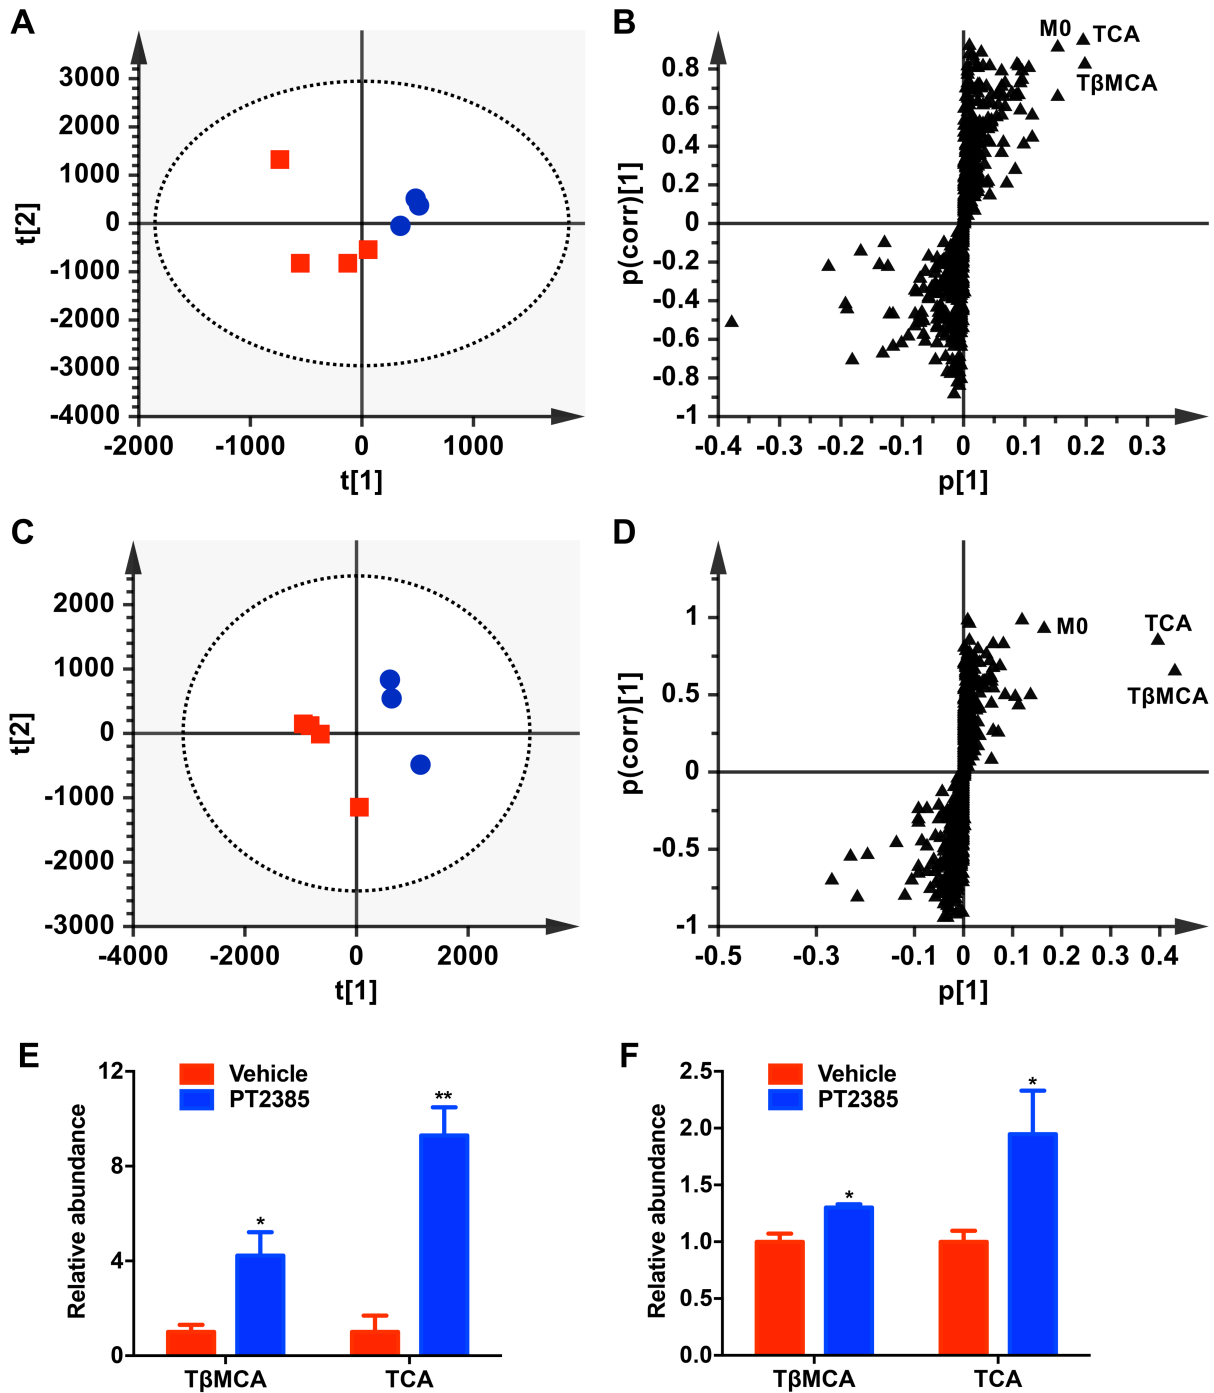 A
3000
2000
1000
0
-1000
-2000
-3000
-4000
t[2]
-2000 -1000 0 1000
t[1]
B
M0 TCA
TβMCA
0.8
0.6
0.4
0.2
0
-0.2
-0.4
-0.6
-0.8
-1
p(corr)[1]
-0.4 -0.3 -0.2 -0.1 0 0.1 0.2 0.3
p[1]
C
2000
1000
0
-1000
-2000
-3000
t[2]
-4000 -2000 0 2000
t[1]
D
M0 TCA
TβMCA
1
0.5
0
-0.5
-1
p(corr)[1]
-0.5 -0.3 -0.1 0 0.1 0.2 0.3 0.4
p[1]
E
Vehicle
PT2385
12
8
4
0
Relative abundance
* **
TβMCA TCA
F
Vehicle
PT2385
2.5
2.0
1.5
1.0
0.5
0.0
Relative abundance
* *
TβMCA TCA